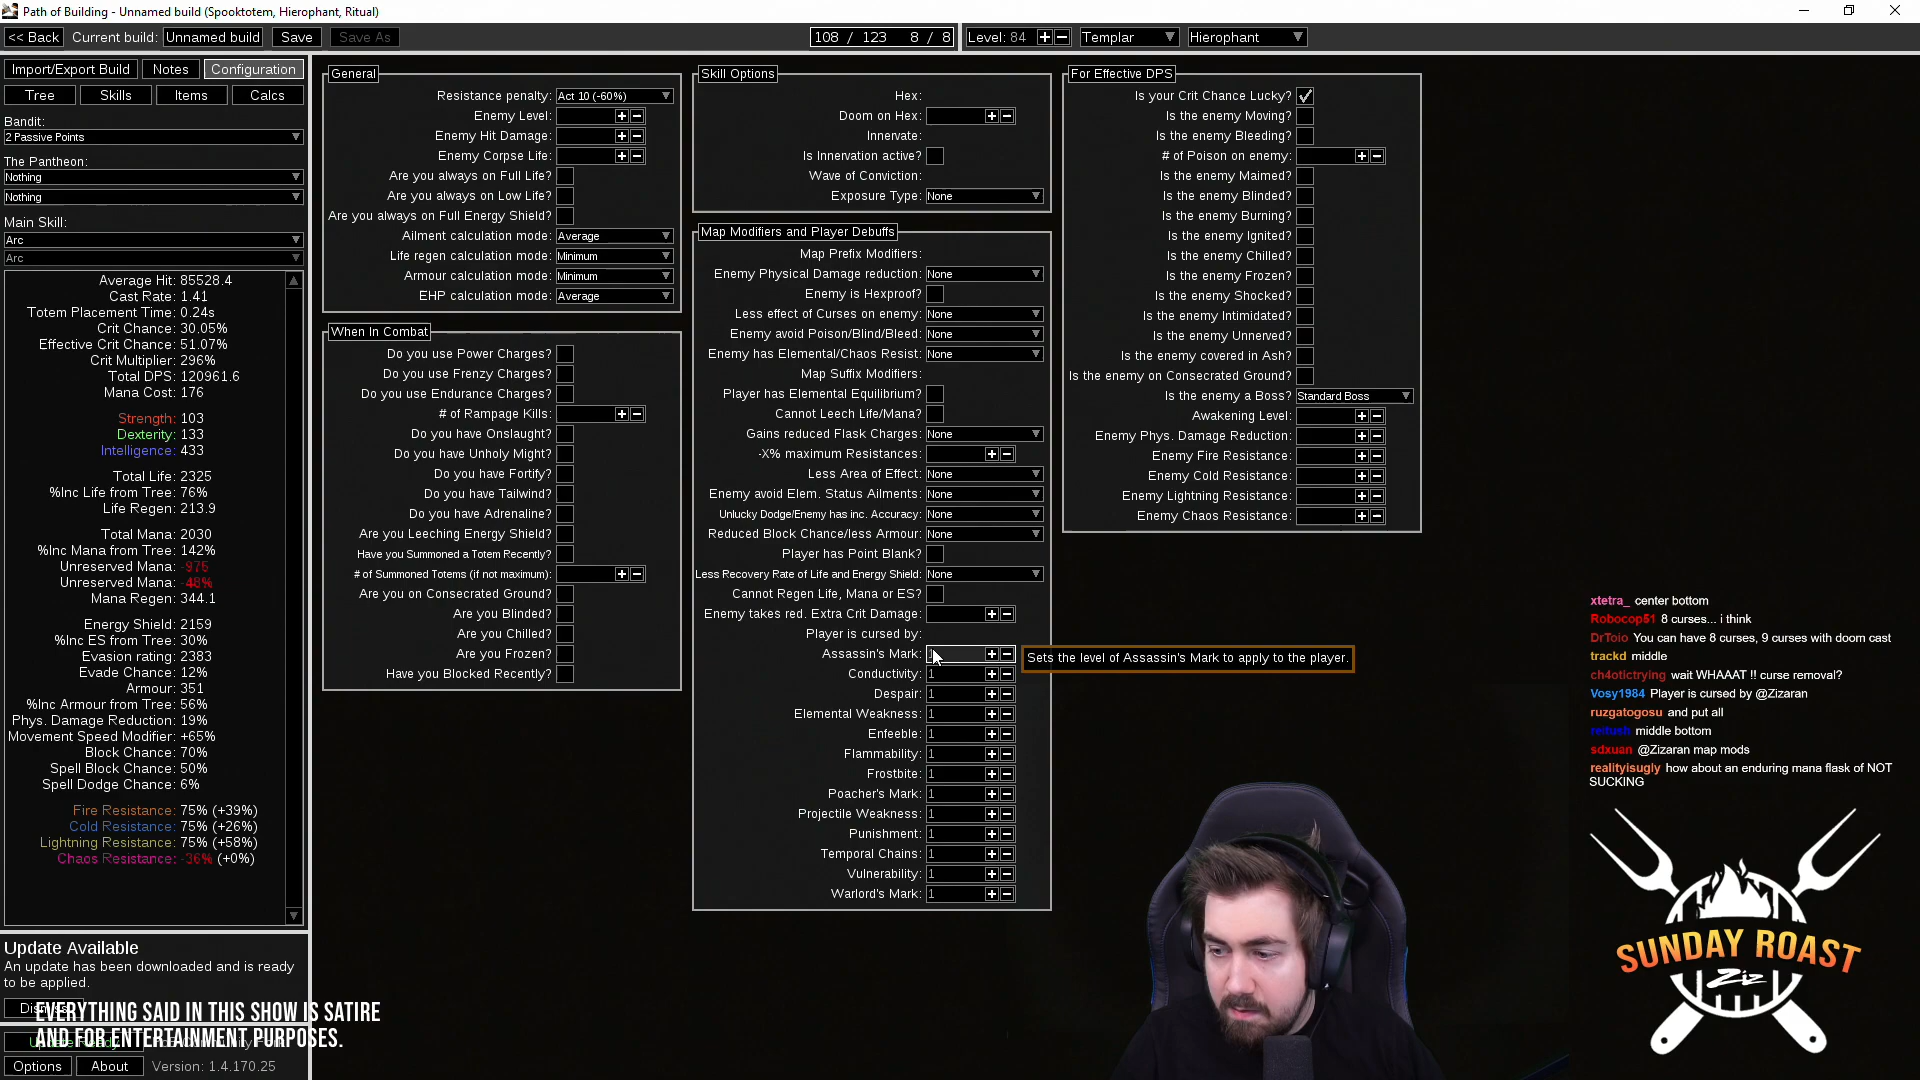 Path of Building - Unnamed build (Spooktotem, Hierophant, Ritual)
<< Back
Current build: Unnamed build
Save
Save As
108 / 123 8 / 8
Level: 84
Templar
Hierophant
Import/Export Build
Notes
Configuration
Tree
Skills
Items
Calcs
Bandit:
2 Passive Points
The Pantheon:
Nothing
Nothing
Main Skill:
Arc
Arc
Average Hit: 85528.4
Cast Rate: 1.41
Totem Placement Time: 0.24s
Crit Chance: 30.05%
Effective Crit Chance: 51.07%
Crit Multiplier: 296%
Total DPS: 120961.6
Mana Cost: 176
Strength: 103
Dexterity: 133
Intelligence: 433
Total Life: 2325
%Inc Life from Tree: 76%
Life Regen: 213.9
Total Mana: 2030
%Inc Mana from Tree: 142%
Unreserved Mana: -975
Unreserved Mana: -48%
Mana Regen: 344.1
Energy Shield: 2159
%Inc ES from Tree: 30%
Evasion rating: 2383
Evade Chance: 12%
Armour: 351
%Inc Armour from Tree: 56%
Phys. Damage Reduction: 19%
Movement Speed Modifier: +65%
Block Chance: 70%
Spell Block Chance: 50%
Spell Dodge Chance: 6%
Fire Resistance: 75% (+39%)
Cold Resistance: 75% (+26%)
Lightning Resistance: 75% (+58%)
Chaos Resistance: -36% (+0%)
Update Available
An update has been downloaded and is ready
to be applied.
EVERYTHING SAID IN THIS SHOW IS SATIRE
AND FOR ENTERTAINMENT PURPOSES.
Options
About
Version: 1.4.170.25
General
Resistance penalty: Act 10 (-60%)
Enemy Level:
Enemy Hit Damage:
Enemy Corpse Life:
Are you always on Full Life?
Are you always on Low Life?
Are you always on Full Energy Shield?
Ailment calculation mode: Average
Life regen calculation mode: Minimum
Armour calculation mode: Minimum
EHP calculation mode: Average
When In Combat
Do you use Power Charges?
Do you use Frenzy Charges?
Do you use Endurance Charges?
# of Rampage Kills:
Do you have Onslaught?
Do you have Unholy Might?
Do you have Fortify?
Do you have Tailwind?
Do you have Adrenaline?
Are you Leeching Energy Shield?
Have you Summoned a Totem Recently?
# of Summoned Totems (if not maximum):
Are you on Consecrated Ground?
Are you Blinded?
Are you Chilled?
Are you Frozen?
Have you Blocked Recently?
Skill Options
Hex:
Doom on Hex:
Innervate:
Is Innervation active?
Wave of Conviction:
Exposure Type: None
Map Modifiers and Player Debuffs
Map Prefix Modifiers:
Enemy Physical Damage reduction: None
Enemy is Hexproof?
Less effect of Curses on enemy: None
Enemy avoid Poison/Blind/Bleed: None
Enemy has Elemental/Chaos Resist: None
Map Suffix Modifiers:
Player has Elemental Equilibrium?
Cannot Leech Life/Mana?
Gains reduced Flask Charges: None
-X% maximum Resistances:
Less Area of Effect: None
Enemy avoid Elem. Status Ailments: None
Unlucky Dodge/Enemy has inc. Accuracy: None
Reduced Block Chance/less Armour: None
Player has Point Blank?
Less Recovery Rate of Life and Energy Shield: None
Cannot Regen Life, Mana or ES?
Enemy takes red. Extra Crit Damage:
Player is cursed by:
Assassin's Mark:
Sets the level of Assassin's Mark to apply to the player.
Conductivity: 1
Despair: 1
Elemental Weakness: 1
Enfeeble: 1
Flammability: 1
Frostbite: 1
Poacher's Mark: 1
Projectile Weakness: 1
Punishment: 1
Temporal Chains: 1
Vulnerability: 1
Warlord's Mark: 1
For Effective DPS
Is your Crit Chance Lucky?
Is the enemy Moving?
Is the enemy Bleeding?
# of Poison on enemy:
Is the enemy Maimed?
Is the enemy Blinded?
Is the enemy Burning?
Is the enemy Ignited?
Is the enemy Chilled?
Is the enemy Frozen?
Is the enemy Shocked?
Is the enemy Intimidated?
Is the enemy Unnerved?
Is the enemy covered in Ash?
Is the enemy on Consecrated Ground?
Is the enemy a Boss? Standard Boss
Awakening Level:
Enemy Phys. Damage Reduction:
Enemy Fire Resistance:
Enemy Cold Resistance:
Enemy Lightning Resistance:
Enemy Chaos Resistance:
xtetra_ center bottom
Robocop51 8 curses... i think
DrToio You can have 8 curses, 9 curses with doom cast
trackd middle
ch4otictrying wait WHAAAT !! curse removal?
Vosy1984 Player is cursed by @Zizaran
ruzgatogosu and put all
middle bottom
sdxuan @Zizaran map mods
realityisugly how about an enduring mana flask of NOT
SUCKING
SUNDAY ROAST
Ziz